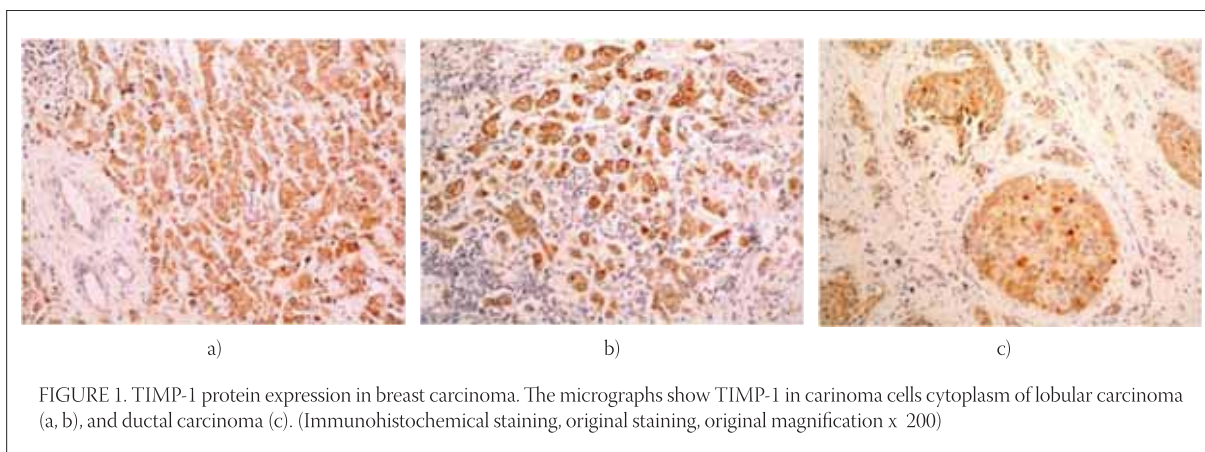 a)
b)
c)
FIGURE 1. TIMP-1 protein expression in breast carcinoma. The micrographs show TIMP-1 in carinoma cells cytoplasm of lobular carcinoma
(a, b), and ductal carcinoma (c). (Immunohistochemical staining, original staining, original magnification x 200)